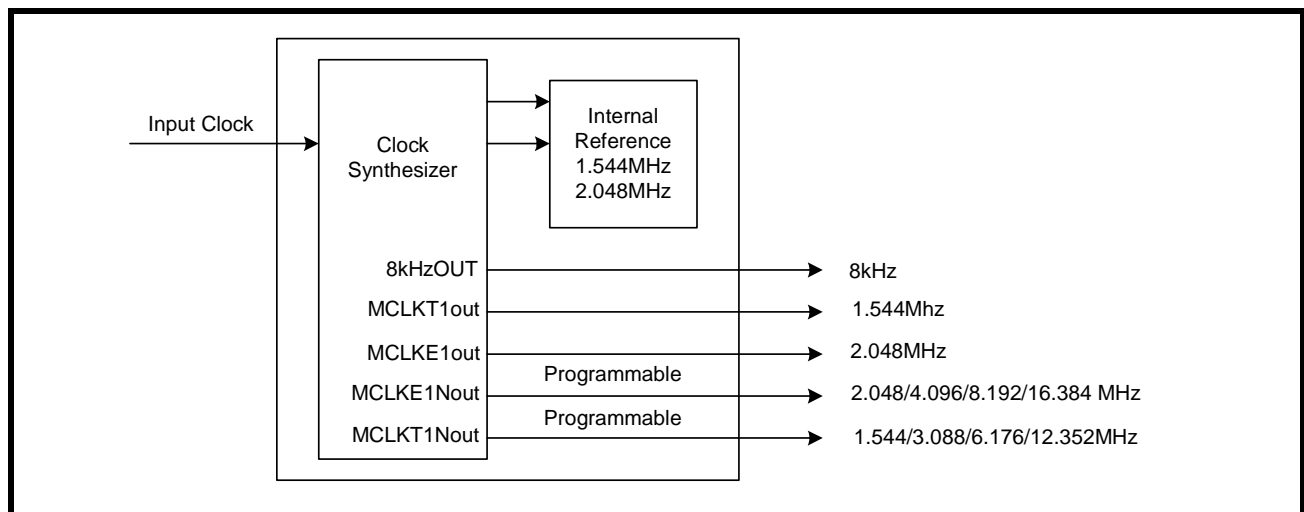 Input Clock
Clock
Synthesizer
Internal
Reference
1.544MHz
2.048MHz
8kHzOUT
8kHz
MCLKT1out
1.544Mhz
MCLKE1out
2.048MHz
MCLKE1Nout
Programmable
2.048/4.096/8.192/16.384 MHz
MCLKT1Nout
Programmable
1.544/3.088/6.176/12.352MHz